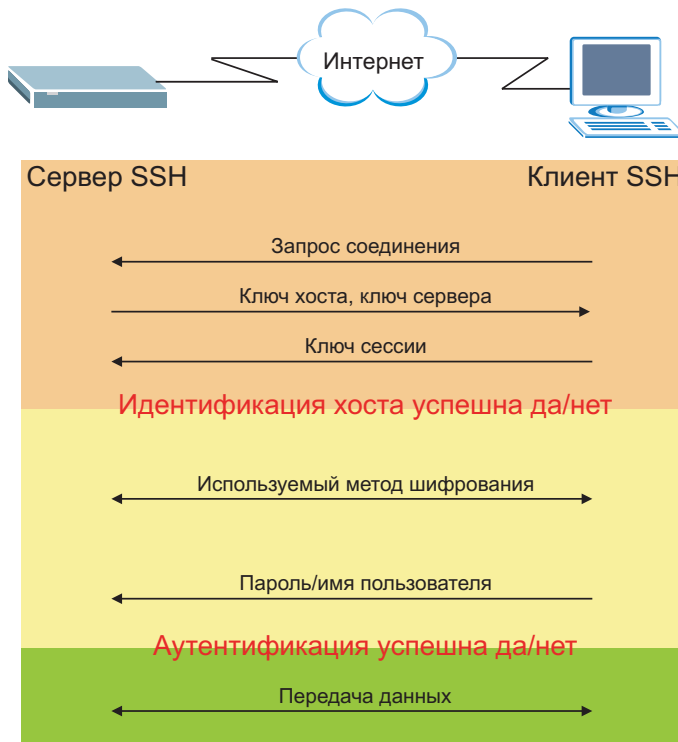 Интернет
Сервер SSH
Клиент SSH
Запрос соединения
Ключ хоста, ключ сервера
Ключ сессии
Идентификация хоста успешна да/нет
Используемый метод шифрования
Пароль/имя пользователя
Аутентификация успешна да/нет
Передача данных